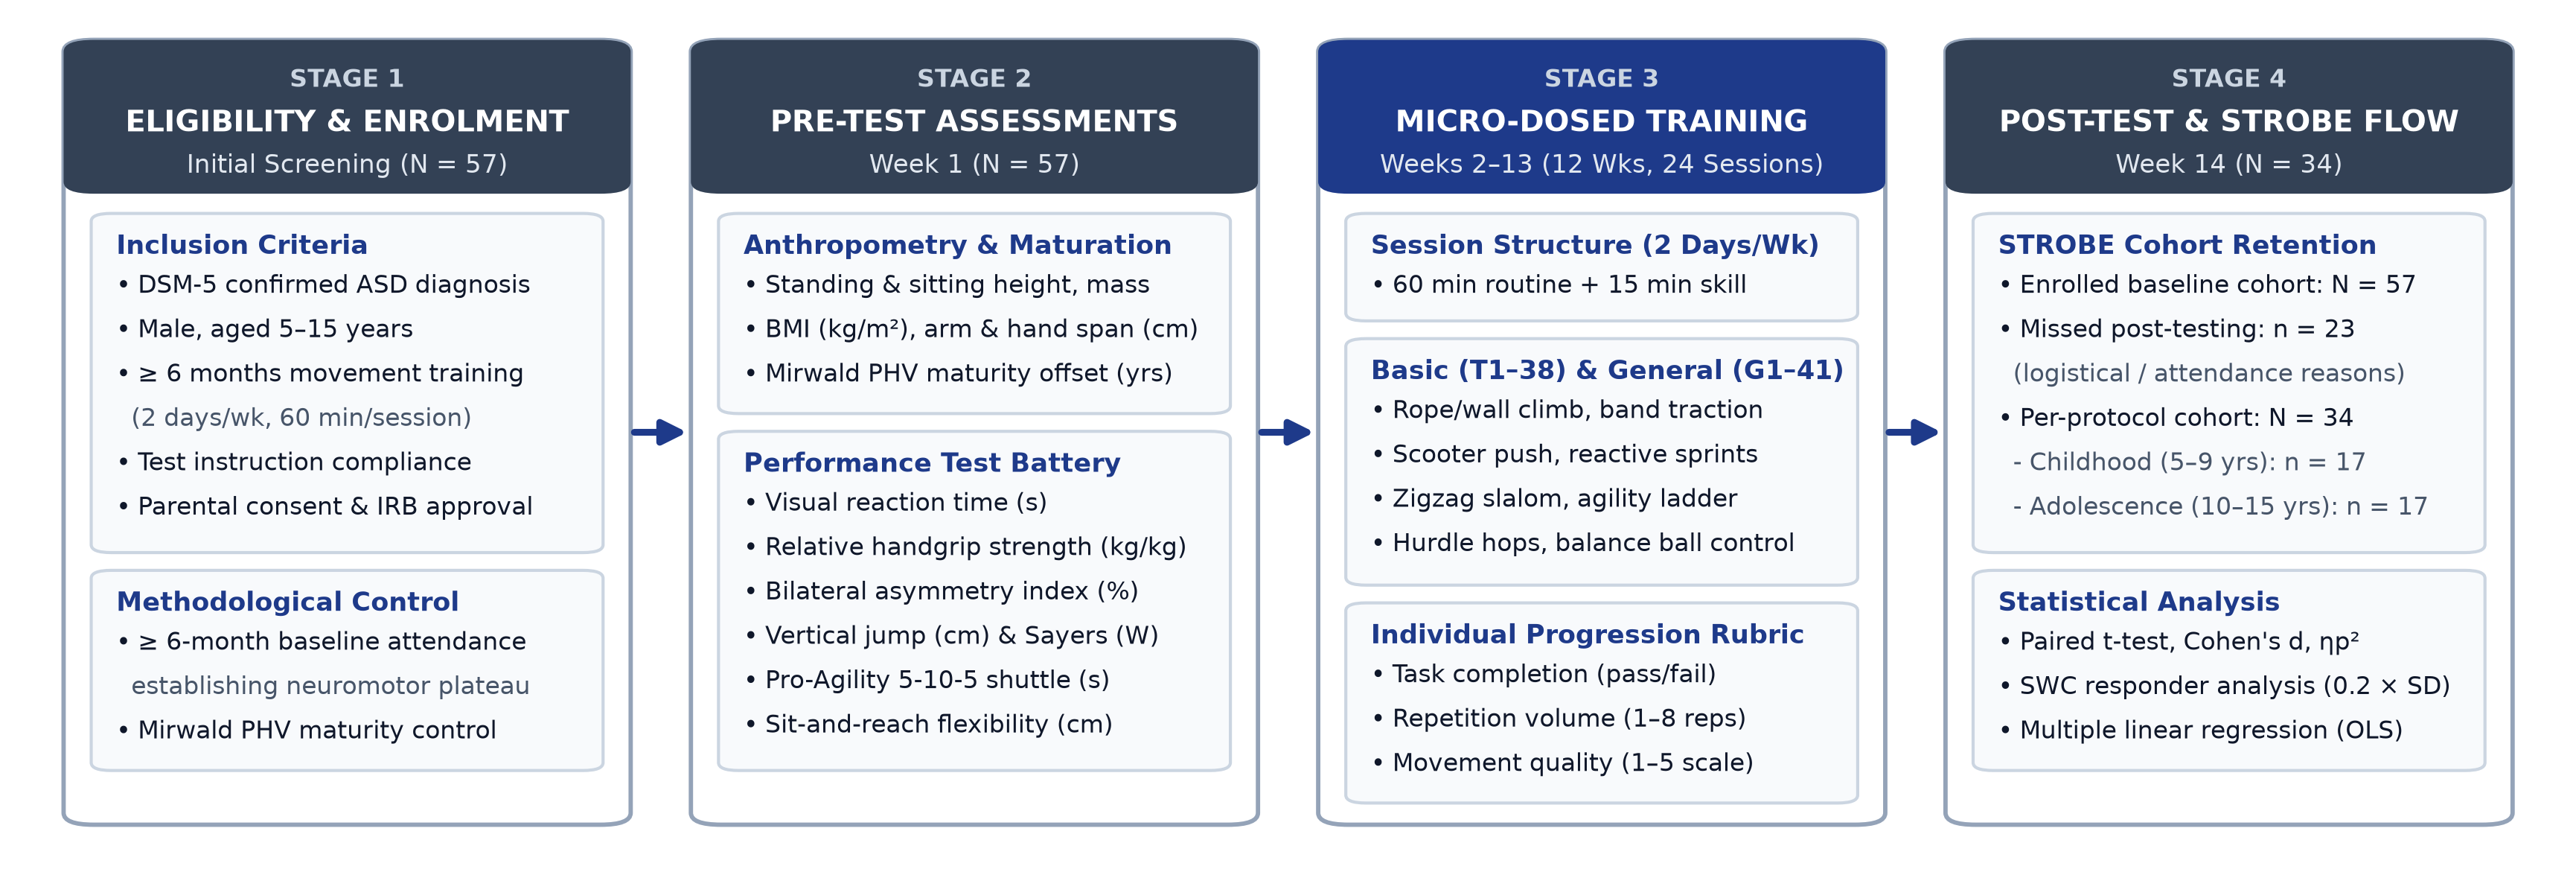 STAGE 1
ELIGIBILITY & ENROLMENT
Initial Screening (N = 57)
Inclusion Criteria
• DSM-5 confirmed ASD diagnosis
• Male, aged 5–15 years
• ≥ 6 months movement training
(2 days/wk, 60 min/session)
• Test instruction compliance
• Parental consent & IRB approval
Methodological Control
• ≥ 6-month baseline attendance
establishing neuromotor plateau
• Mirwald PHV maturity control
STAGE 2
PRE-TEST ASSESSMENTS
Week 1 (N = 57)
Anthropometry & Maturation
• Standing & sitting height, mass
• BMI (kg/m²), arm & hand span (cm)
• Mirwald PHV maturity offset (yrs)
Performance Test Battery
• Visual reaction time (s)
• Relative handgrip strength (kg/kg)
• Bilateral asymmetry index (%)
• Vertical jump (cm) & Sayers (W)
• Pro-Agility 5-10-5 shuttle (s)
• Sit-and-reach flexibility (cm)
STAGE 3
MICRO-DOSED TRAINING
Weeks 2–13 (12 Wks, 24 Sessions)
Session Structure (2 Days/Wk)
• 60 min routine + 15 min skill
Basic (T1–38) & General (G1–41)
• Rope/wall climb, band traction
• Scooter push, reactive sprints
• Zigzag slalom, agility ladder
• Hurdle hops, balance ball control
Individual Progression Rubric
• Task completion (pass/fail)
• Repetition volume (1–8 reps)
• Movement quality (1–5 scale)
STAGE 4
POST-TEST & STROBE FLOW
Week 14 (N = 34)
STROBE Cohort Retention
• Enrolled baseline cohort: N = 57
• Missed post-testing: n = 23
(logistical / attendance reasons)
• Per-protocol cohort: N = 34
- Childhood (5–9 yrs): n = 17
- Adolescence (10–15 yrs): n = 17
Statistical Analysis
• Paired t-test, Cohen's d, ηp²
• SWC responder analysis (0.2 × SD)
• Multiple linear regression (OLS)